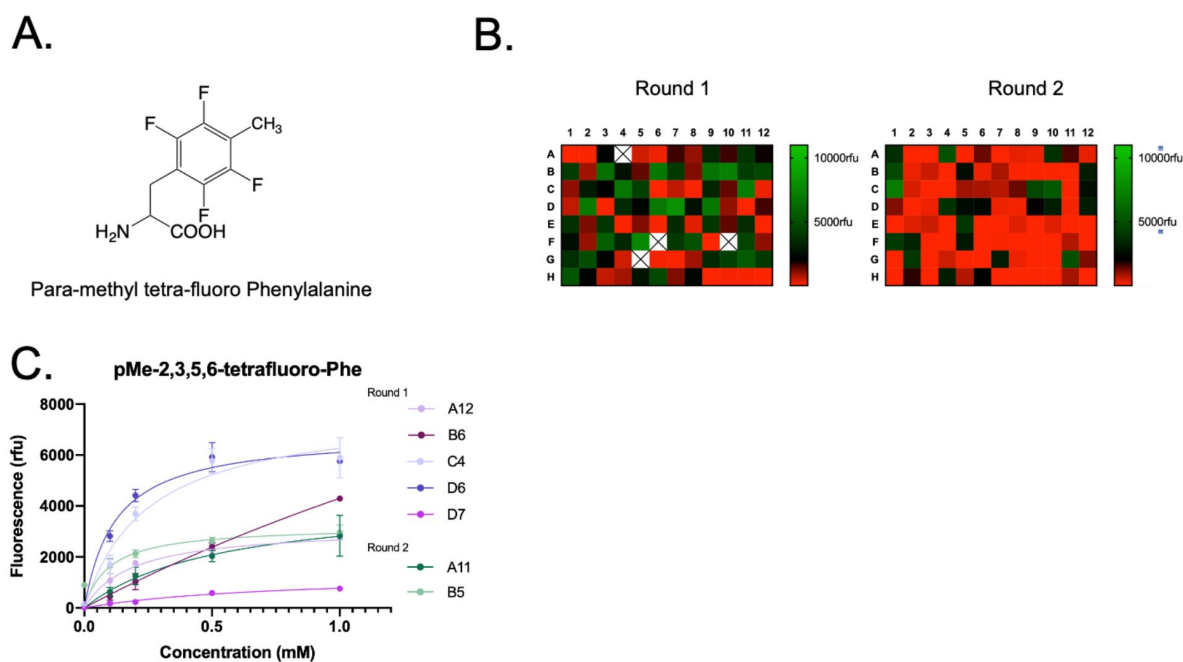 A.
B.
F
F
CH3
F
F
H2N
COOH
Para-methyl tetra-fluoro Phenylalanine
Round 1
Round 2
1 2 3 4 5 6 7 8 9 10 11 12
A
B
C
D
E
F
G
H
10000rfu
5000rfu
1 2 3 4 5 6 7 8 9 10 11 12
A
B
C
D
E
F
G
H
10000rfu
5000rfu
C.
pMe-2,3,5,6-tetrafluoro-Phe
8000
6000
4000
2000
0
0.0 0.5 1.0
Fluorescence (rfu)
Concentration (mM)
Round 1
A12
B6
C4
D6
D7
Round 2
A11
B5